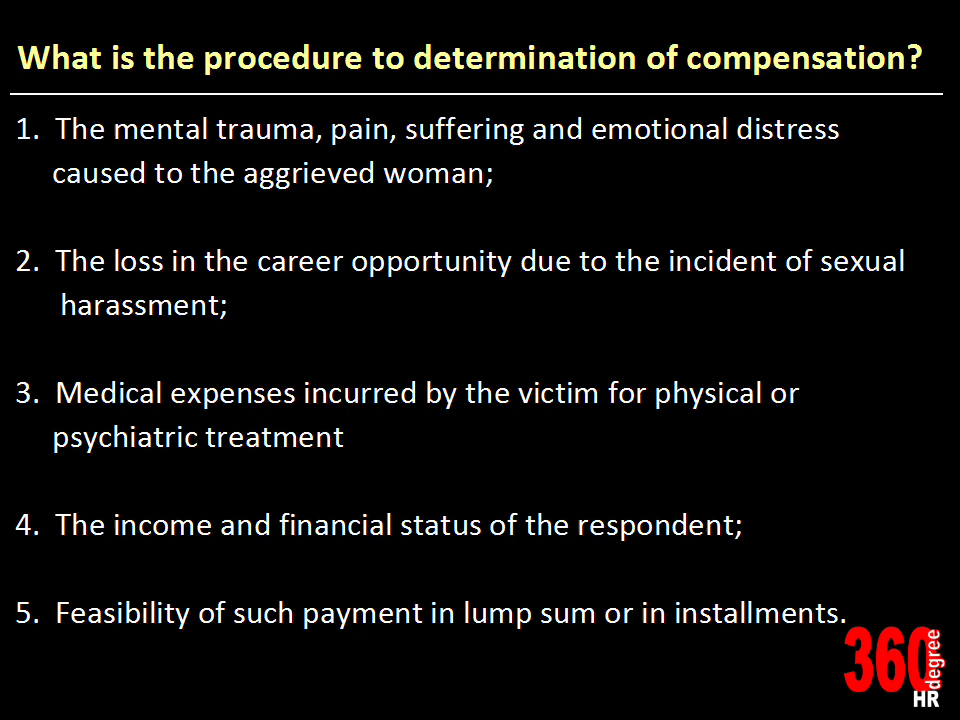 What is the procedure to determination of compensation?
1. The mental trauma, pain, suffering and emotional distress
caused to the aggrieved woman;
2. The loss in the career opportunity due to the incident of sexual
harassment;
3. Medical expenses incurred by the victim for physical or
psychiatric treatment
4. The income and financial status of the respondent;
5. Feasibility of such payment in lump sum or in installments.
360
degree
HR